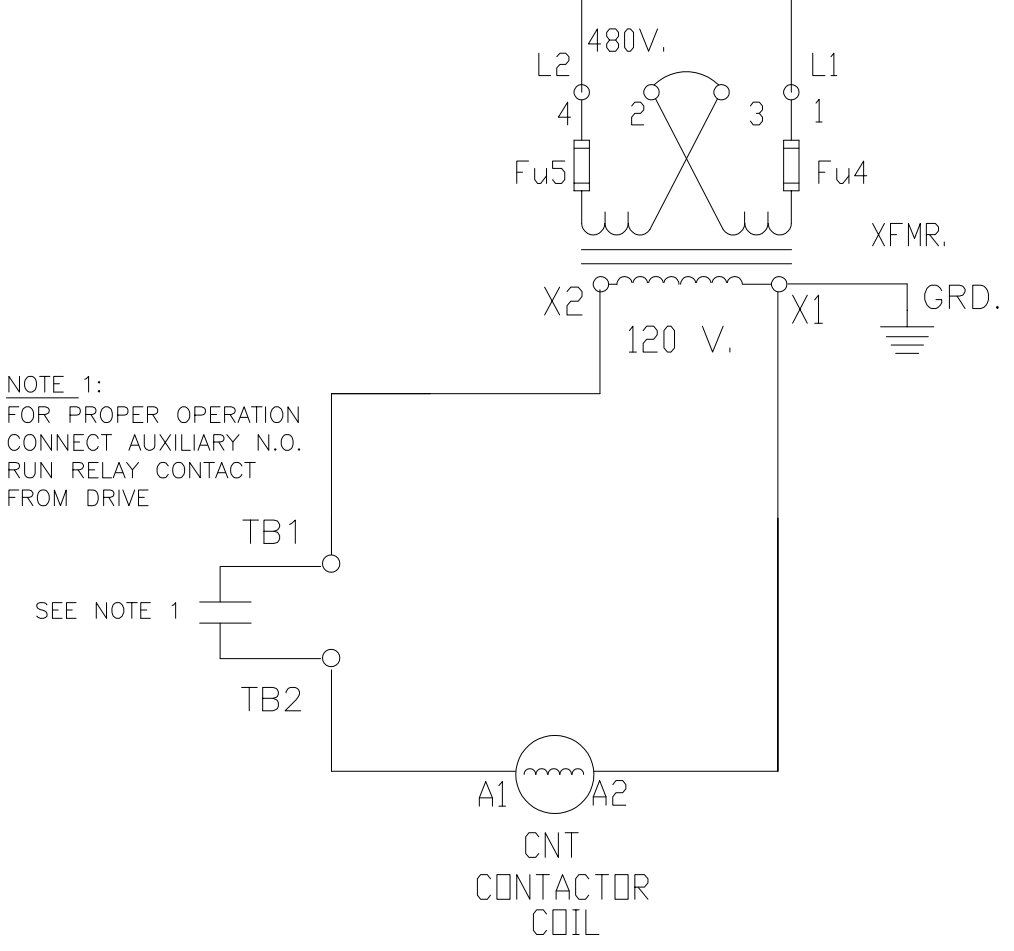 480V.
L2
L1
4
2
3
1
Fu5
Fu4
XFMR.
X2
X1
GRD.
120 V.
NOTE 1:
FOR PROPER OPERATION
CONNECT AUXILIARY N.O.
RUN RELAY CONTACT
FROM DRIVE
TB1
SEE NOTE 1
TB2
A1
A2
CNT
CONTACTOR
COIL